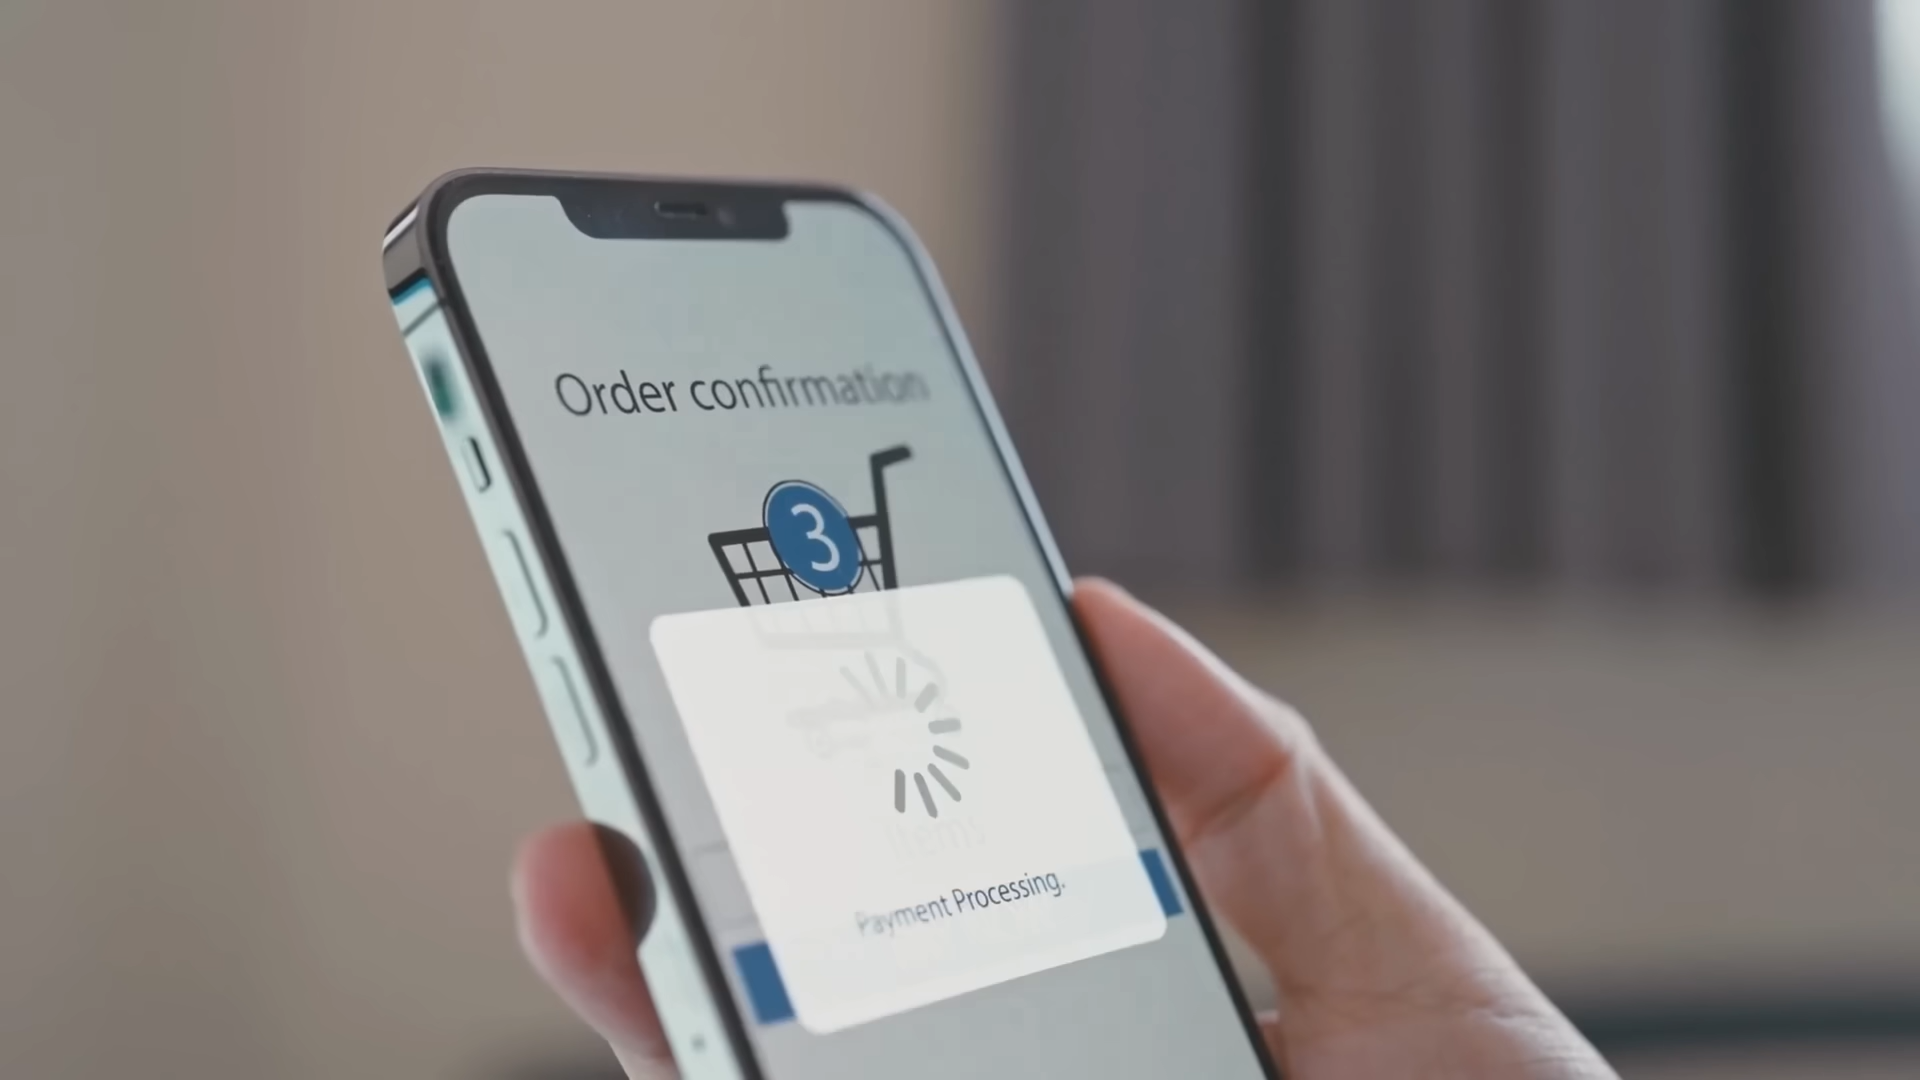 Order confirmation
3
items
Payment Processing.